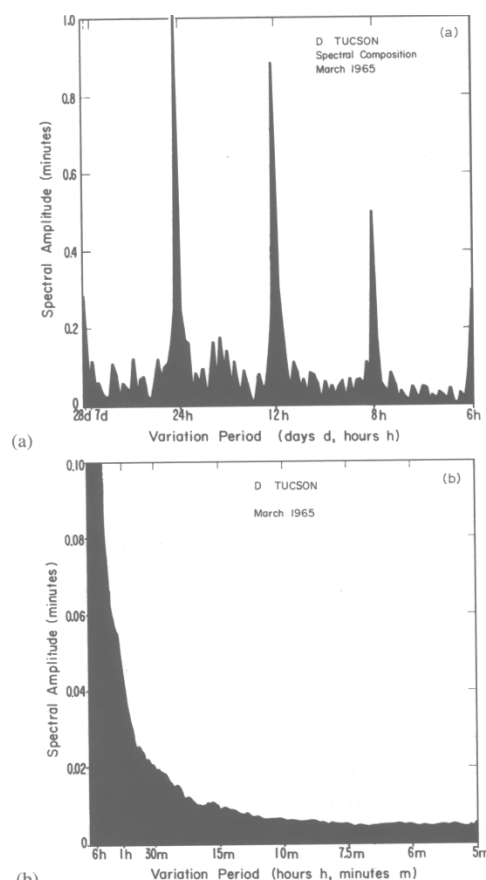 (a)
D TUCSON
Spectral Composition
March 1965
1.0
0.8
0.6
0.4
0.2
0
Spectral Amplitude (minutes)
28d 7d 24h 12h 8h 6h
(a)
Variation Period (days d, hours h)
(b)
D TUCSON
March 1965
0.10
0.08
0.06
0.04
0.02
0
Spectral Amplitude (minutes)
6h 1h 30m 15m 10m 7.5m 6m 5m
(b)
Variation Period (hours h, minutes m)